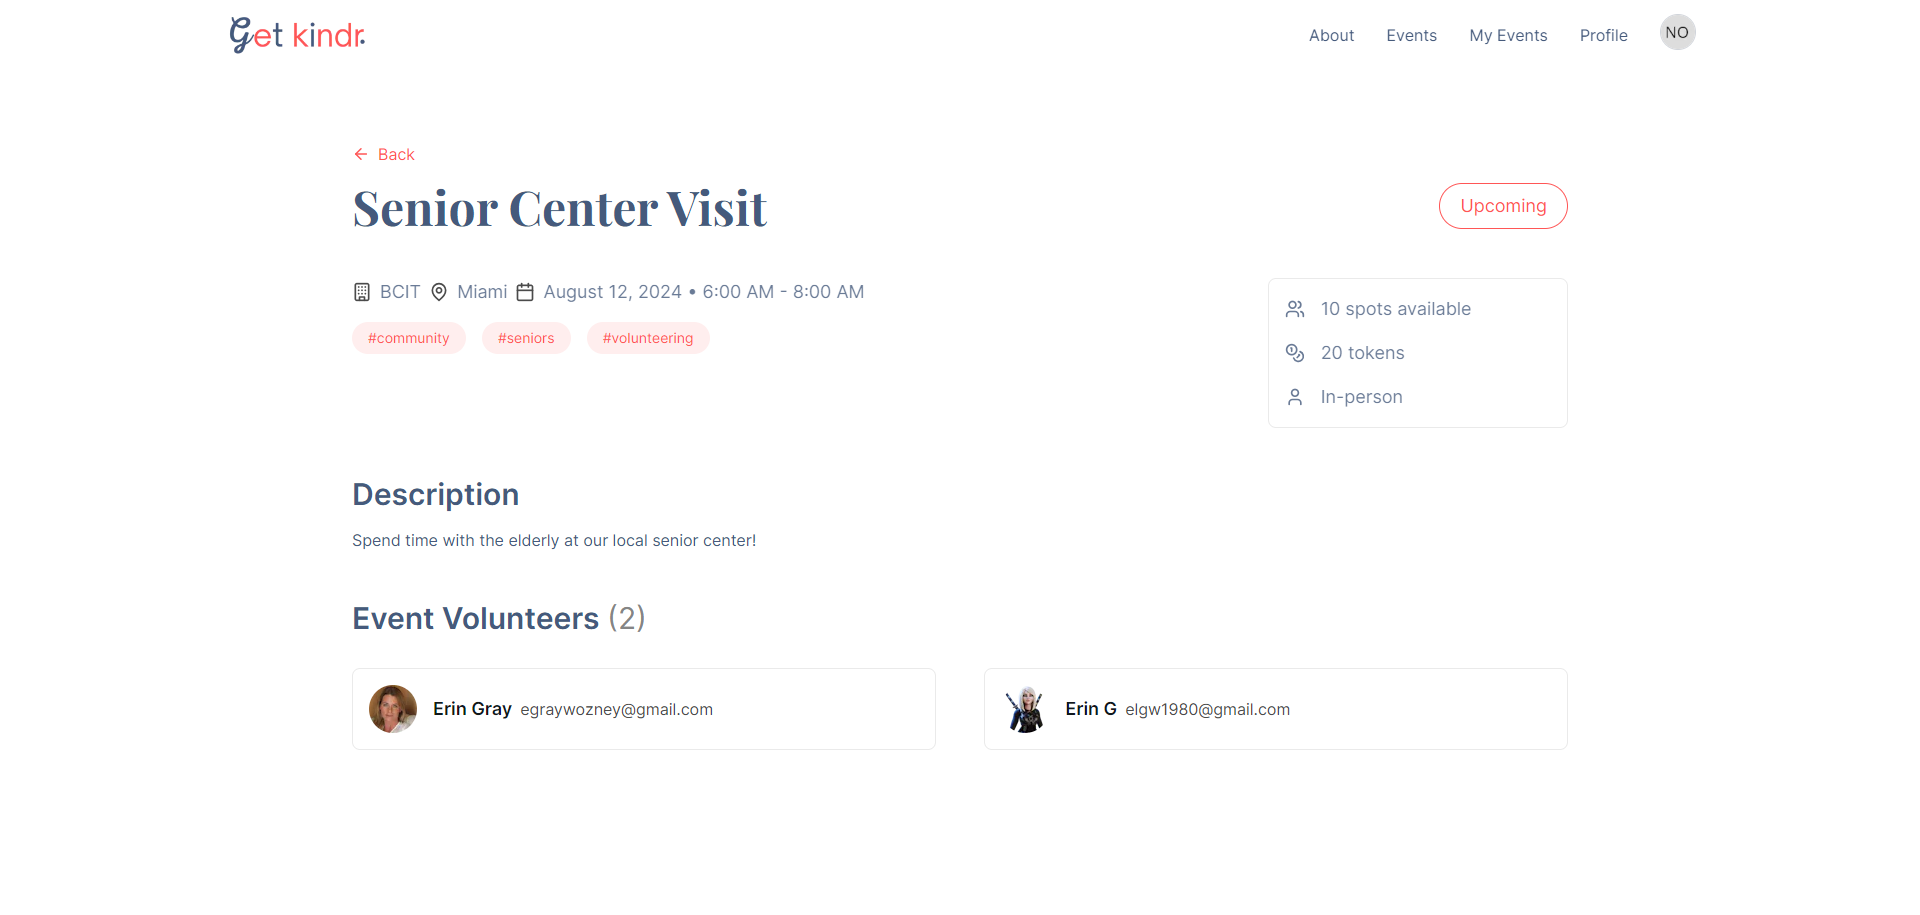 Get kindr.
About Events My Events Profile NO
Back
Senior Center Visit
Upcoming
BCIT Miami August 12, 2024 • 6:00 AM - 8:00 AM
#community #seniors #volunteering
10 spots available
20 tokens
In-person
Description
Spend time with the elderly at our local senior center!
Event Volunteers (2)
Erin Gray egraywozney@gmail.com
Erin G elgw1980@gmail.com